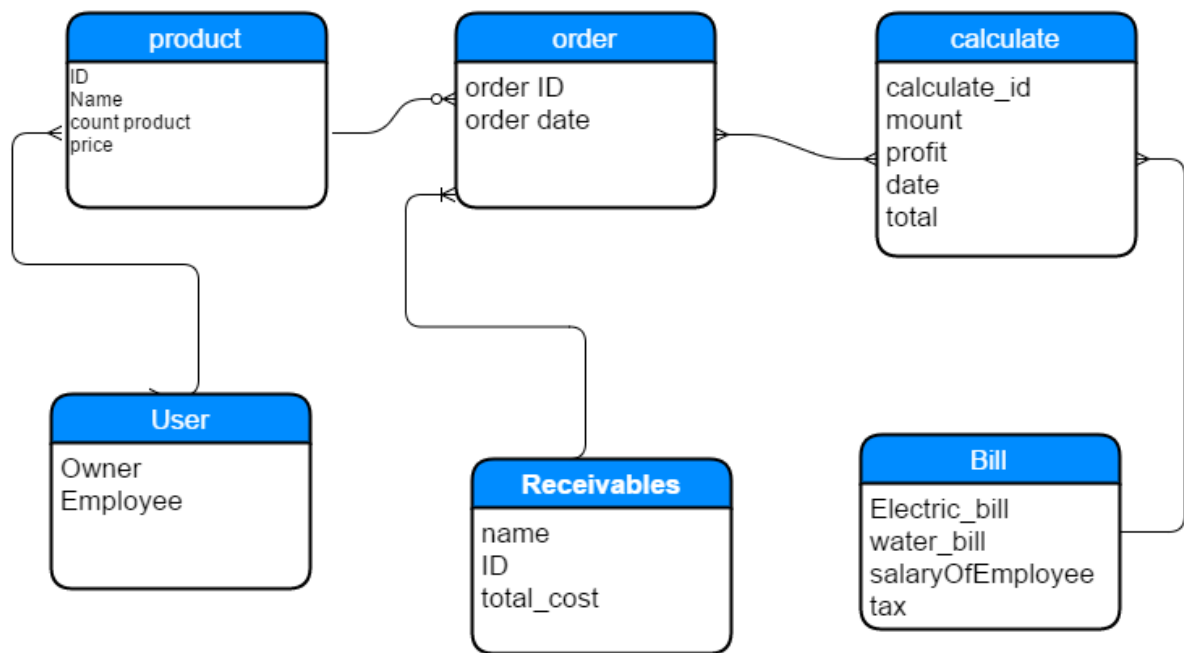 product
ID
Name
count product
price
order
order ID
order date
calculate
calculate_id
mount
profit
date
total
User
Owner
Employee
Receivables
name
ID
total_cost
Bill
Electric_bill
water_bill
salaryOfEmployee
tax